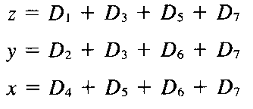 z = D₁ + D₃ + D₅ + D₇
y = D₂ + D₃ + D₆ + D₇
x = D₄ + D₅ + D₆ + D₇